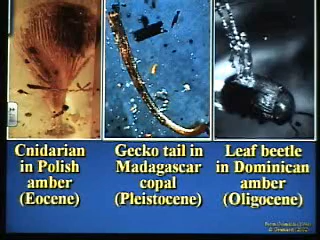 Cnidarian
in Polish
amber
(Eocene)
Gecko tail in
Madagascar
copal
(Pleistocene)
Leaf beetle
in Dominican
amber
(Oligocene)